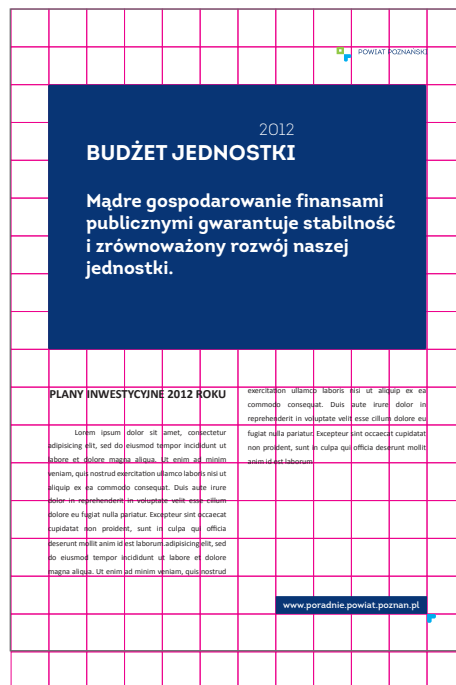 POWIAT POZNAŃSKI
2012
BUDŻET JEDNOSTKI
Mądre gospodarowanie finansami
publicznymi gwarantuje stabilność
i zrównoważony rozwój naszej
jednostki.
PLANY INWESTYCYJNE 2012 ROKU
Lorem ipsum dolor sit amet, consectetur
adipisicing elit, sed do eiusmod tempor incididunt ut
labore et dolore magna aliqua. Ut enim ad minim
veniam, quis nostrud exercitation ullamco laboris nisi ut
aliquip ex ea commodo consequat. Duis aute irure
dolor in reprehenderit in voluptate velit esse cillum
dolore eu fugiat nulla pariatur. Excepteur sint occaecat
cupidatat non proident, sunt in culpa qui officia
deserunt mollit anim id est laborum.adipisicing elit, sed
do eiusmod tempor incididunt ut labore et dolore
magna aliqua. Ut enim ad minim veniam, quis nostrud
exercitation ullamco laboris nisi ut aliquip ex ea
commodo consequat. Duis aute irure dolor in
reprehenderit in voluptate velit esse cillum dolore eu
fugiat nulla pariatur. Excepteur sint occaecat cupidatat
non proident, sunt in culpa qui officia deserunt mollit
anim id est laborum
www.poradnie.powiat.poznan.pl